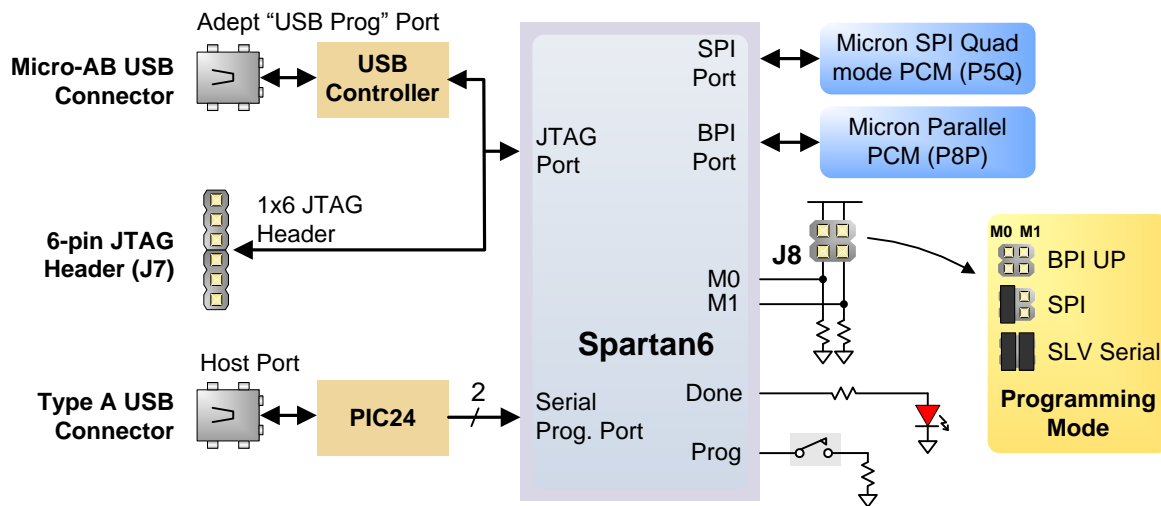 Adept “USB Prog” Port
Micro-AB USB
Connector
USB
Controller
6-pin JTAG
Header (J7)
1x6 JTAG
Header
Host Port
Type A USB
Connector
PIC24
2
JTAG
Port
Serial
Prog. Port
Spartan6
SPI
Port
BPI
Port
M0
M1
Done
Prog
Micron SPI Quad
mode PCM (P5Q)
Micron Parallel
PCM (P8P)
J8
M0 M1
BPI UP
SPI
SLV Serial
Programming
Mode